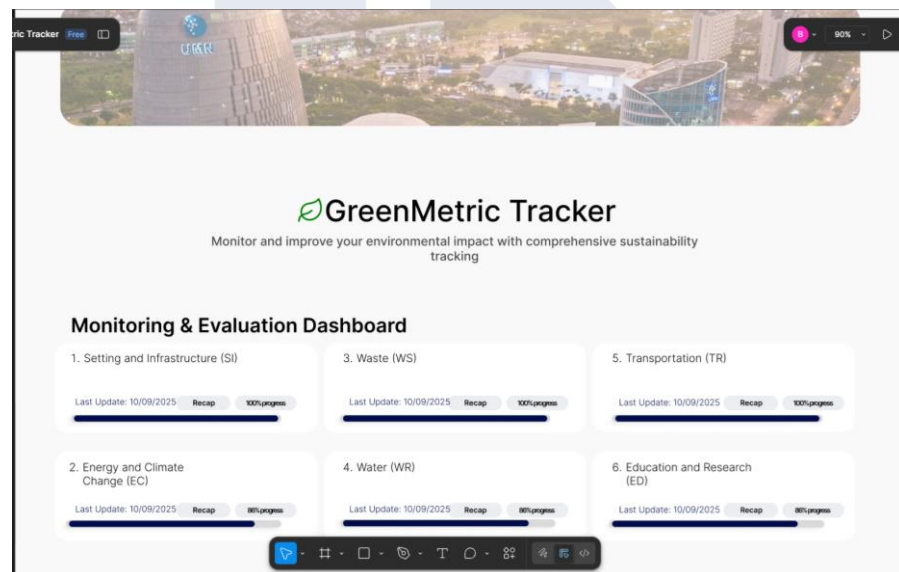 ric Tracker Free
B 90%
GreenMetric Tracker
Monitor and improve your environmental impact with comprehensive sustainability
tracking
Monitoring & Evaluation Dashboard
1. Setting and Infrastructure (SI)
Last Update: 10/09/2025 Recap 100%progress
3. Waste (WS)
Last Update: 10/09/2025 Recap 100%progress
5. Transportation (TR)
Last Update: 10/09/2025 Recap 100%progress
2. Energy and Climate
Change (EC)
Last Update: 10/09/2025 Recap 86%progress
4. Water (WR)
Last Update: 10/09/2025 Recap 86%progress
6. Education and Research
(ED)
Last Update: 10/09/2025 Recap 86%progress